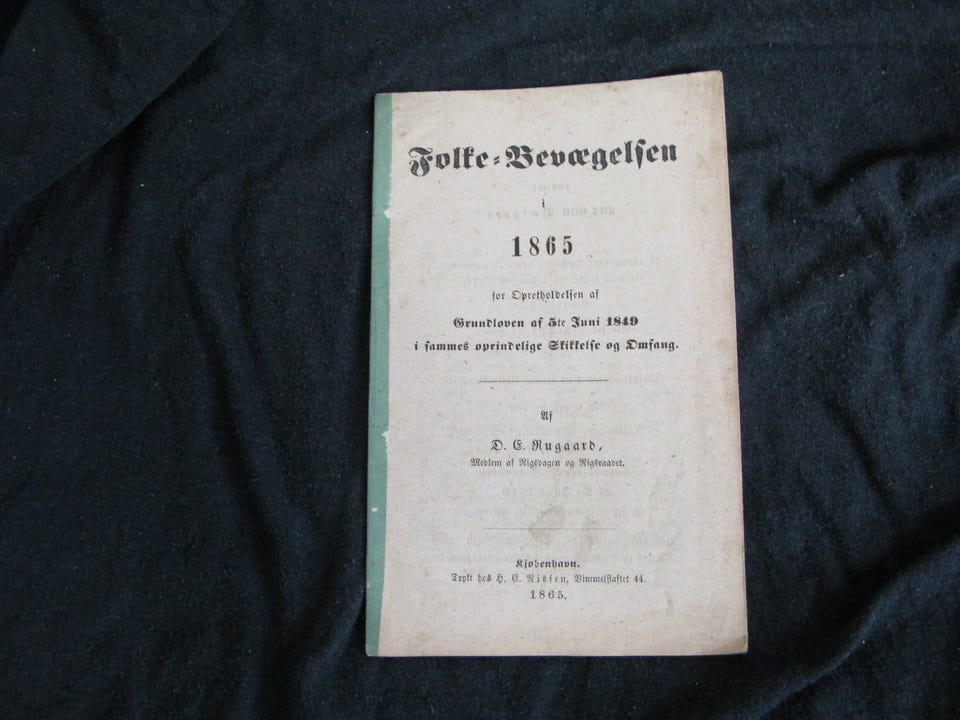 Folke-Bevægelsen
i
1865
for Opretholdelsen af
Grundloven af 5te Juni 1849
i sammes oprindelige Skikkelse og Omfang.
Af
D. E. Rugaard,
Medlem af Rigsdagen og Rigsraadet.
Kjøbenhavn.
Trykt hos H. E. Nissen, Vimmelskaftet 44.
1865.